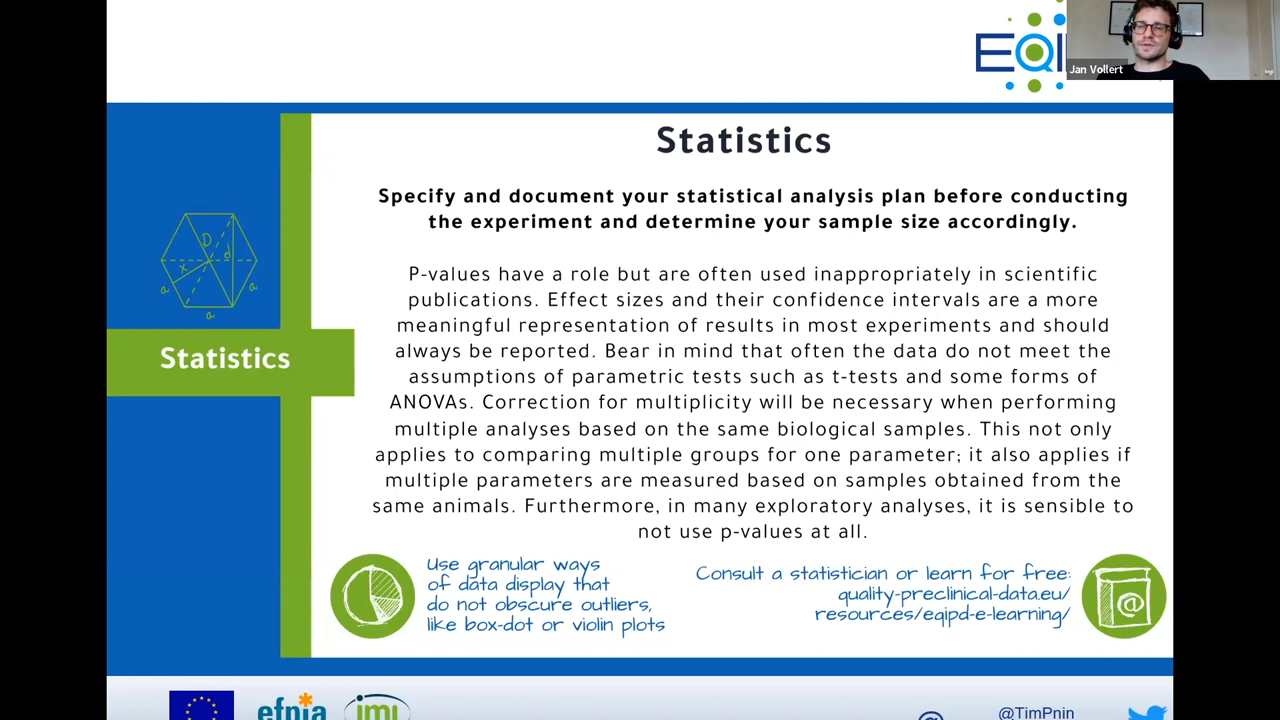 EQI
Jan Vollert
Statistics
Specify and document your statistical analysis plan before conducting
the experiment and determine your sample size accordingly.
P-values have a role but are often used inappropriately in scientific
publications. Effect sizes and their confidence intervals are a more
meaningful representation of results in most experiments and should
always be reported. Bear in mind that often the data do not meet the
assumptions of parametric tests such as t-tests and some forms of
ANOVAs. Correction for multiplicity will be necessary when performing
multiple analyses based on the same biological samples. This not only
applies to comparing multiple groups for one parameter; it also applies if
multiple parameters are measured based on samples obtained from the
same animals. Furthermore, in many exploratory analyses, it is sensible to
not use p-values at all.
D
d
x
a
a
a
Statistics
Use granular ways
of data display that
do not obscure outliers,
like box-dot or violin plots
Consult a statistician or learn for free:
quality-preclinical-data.eu/
resources/eqipd-e-learning/
@
efpia
imi
@
@TimPnin